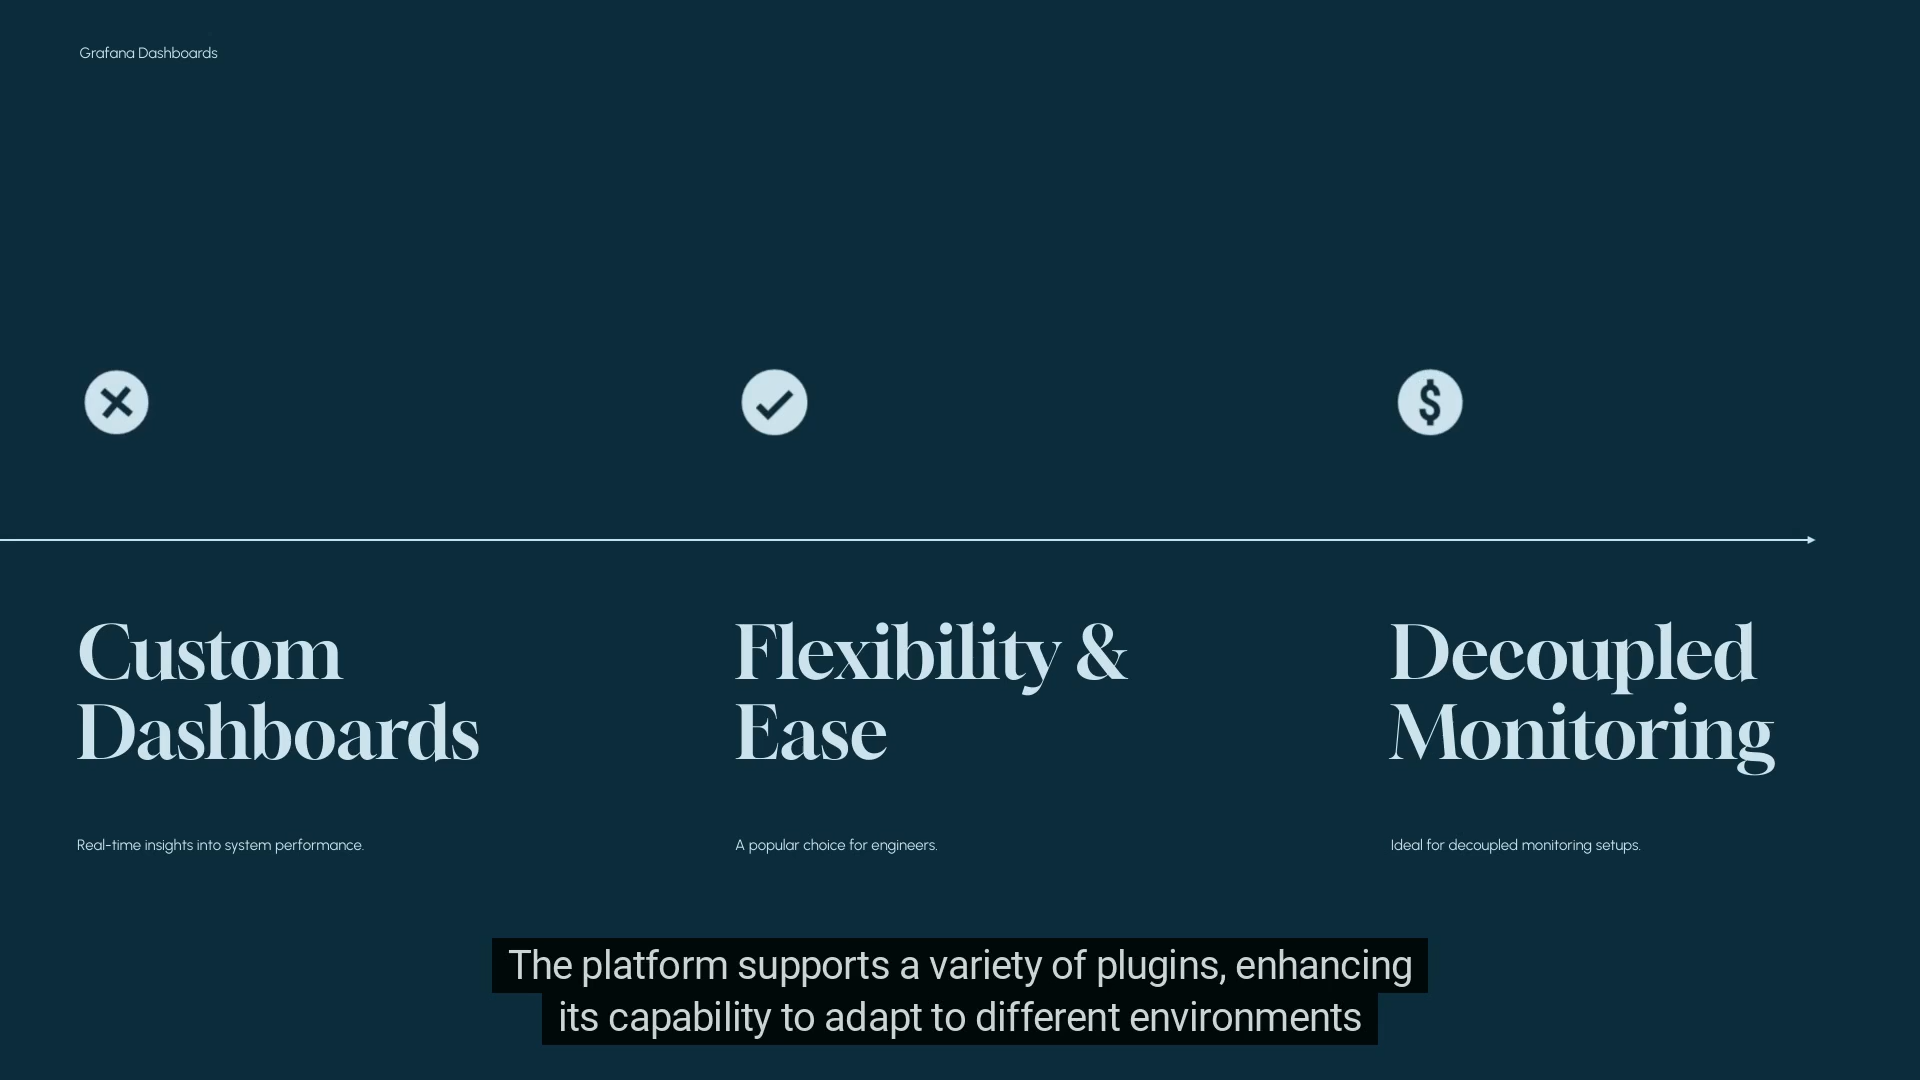 Grafana Dashboards
$
Custom
Dashboards
Real-time insights into system performance.
Flexibility &
Ease
A popular choice for engineers.
Decoupled
Monitoring
Ideal for decoupled monitoring setups.
The platform supports a variety of plugins, enhancing
its capability to adapt to different environments